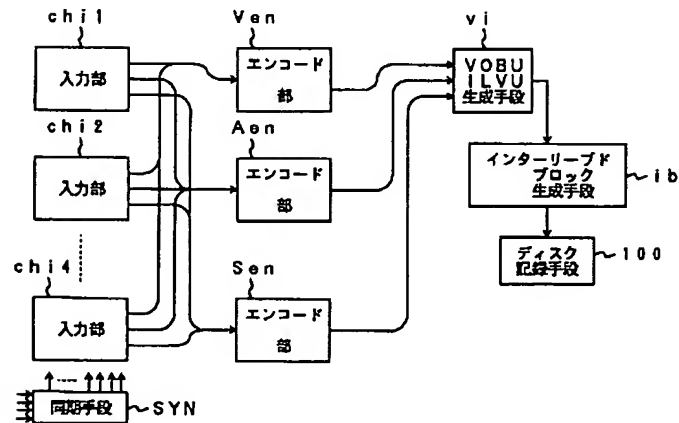 chi1
Ven
vi
入力部
エンコード
部
VOBU
ILVU
生成手段
chi2
Aen
入力部
エンコード
部
インターリーブド
ブロック
生成手段
ib
chi4
Sen
ディスク
記録手段
100
入力部
エンコード
部
同期手段
SYN